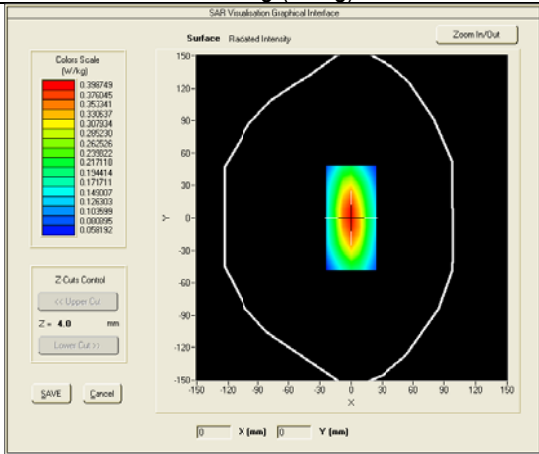 SAR Visualisation Graphical Interface
Surface Radiated Intensity
Zoom In/Out
Colors Scale
(W/kg)
0.398749
0.376045
0.353341
0.330637
0.307934
0.285230
0.262526
0.239822
0.217118
0.194414
0.171711
0.149007
0.126303
0.103599
0.080895
0.058192
150
120
90
60
30
0
-30
-60
-90
-120
-150
Y
-150 -120 -90 -60 -30 0 30 60 90 120 150
X
Z Cuts Control
<< Upper Cut
Z = 4.0 mm
Lower Cut >>
SAVE Cancel
0 X (mm) 0 Y (mm)